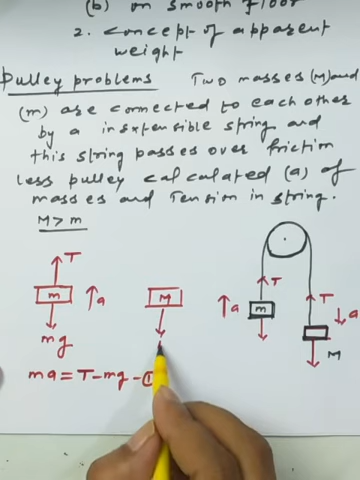 (b) on smooth floor
2. concept of apparent
weight
Pulley problems Two masses (M) and
(m) are connected to each other
by a inextensible string and
this string passes over friction
less pulley calculated (a) of
masses and Tension in string.
M > m
T
m
a
mg
ma = T - mg - ①
M
a
m
T
T
a
M